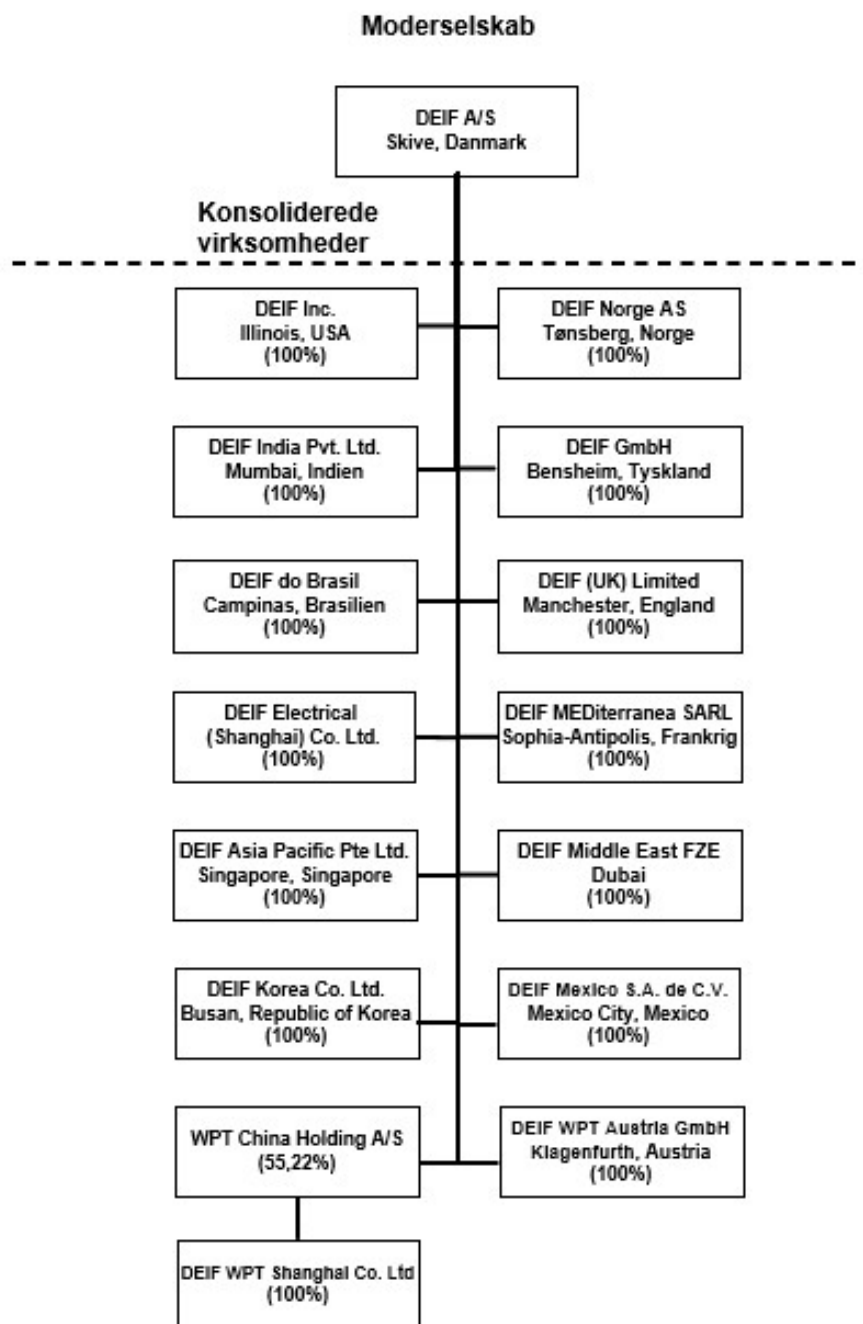 Moderselskab
DEIF A/S
Skive, Danmark
Konsoliderede
virksomheder
DEIF Inc.
Illinois, USA
(100%)
DEIF Norge AS
Tønsberg, Norge
(100%)
DEIF India Pvt. Ltd.
Mumbai, Indien
(100%)
DEIF GmbH
Bensheim, Tyskland
(100%)
DEIF do Brasil
Campinas, Brasilien
(100%)
DEIF (UK) Limited
Manchester, England
(100%)
DEIF Electrical
(Shanghai) Co. Ltd.
(100%)
DEIF MEDiterranea SARL
Sophia-Antipolis, Frankrig
(100%)
DEIF Asia Pacific Pte Ltd.
Singapore, Singapore
(100%)
DEIF Middle East FZE
Dubai
(100%)
DEIF Korea Co. Ltd.
Busan, Republic of Korea
(100%)
DEIF Mexico S.A. de C.V.
Mexico City, Mexico
(100%)
WPT China Holding A/S
(55,22%)
DEIF WPT Austria GmbH
Klagenfurth, Austria
(100%)
DEIF WPT Shanghai Co. Ltd
(100%)